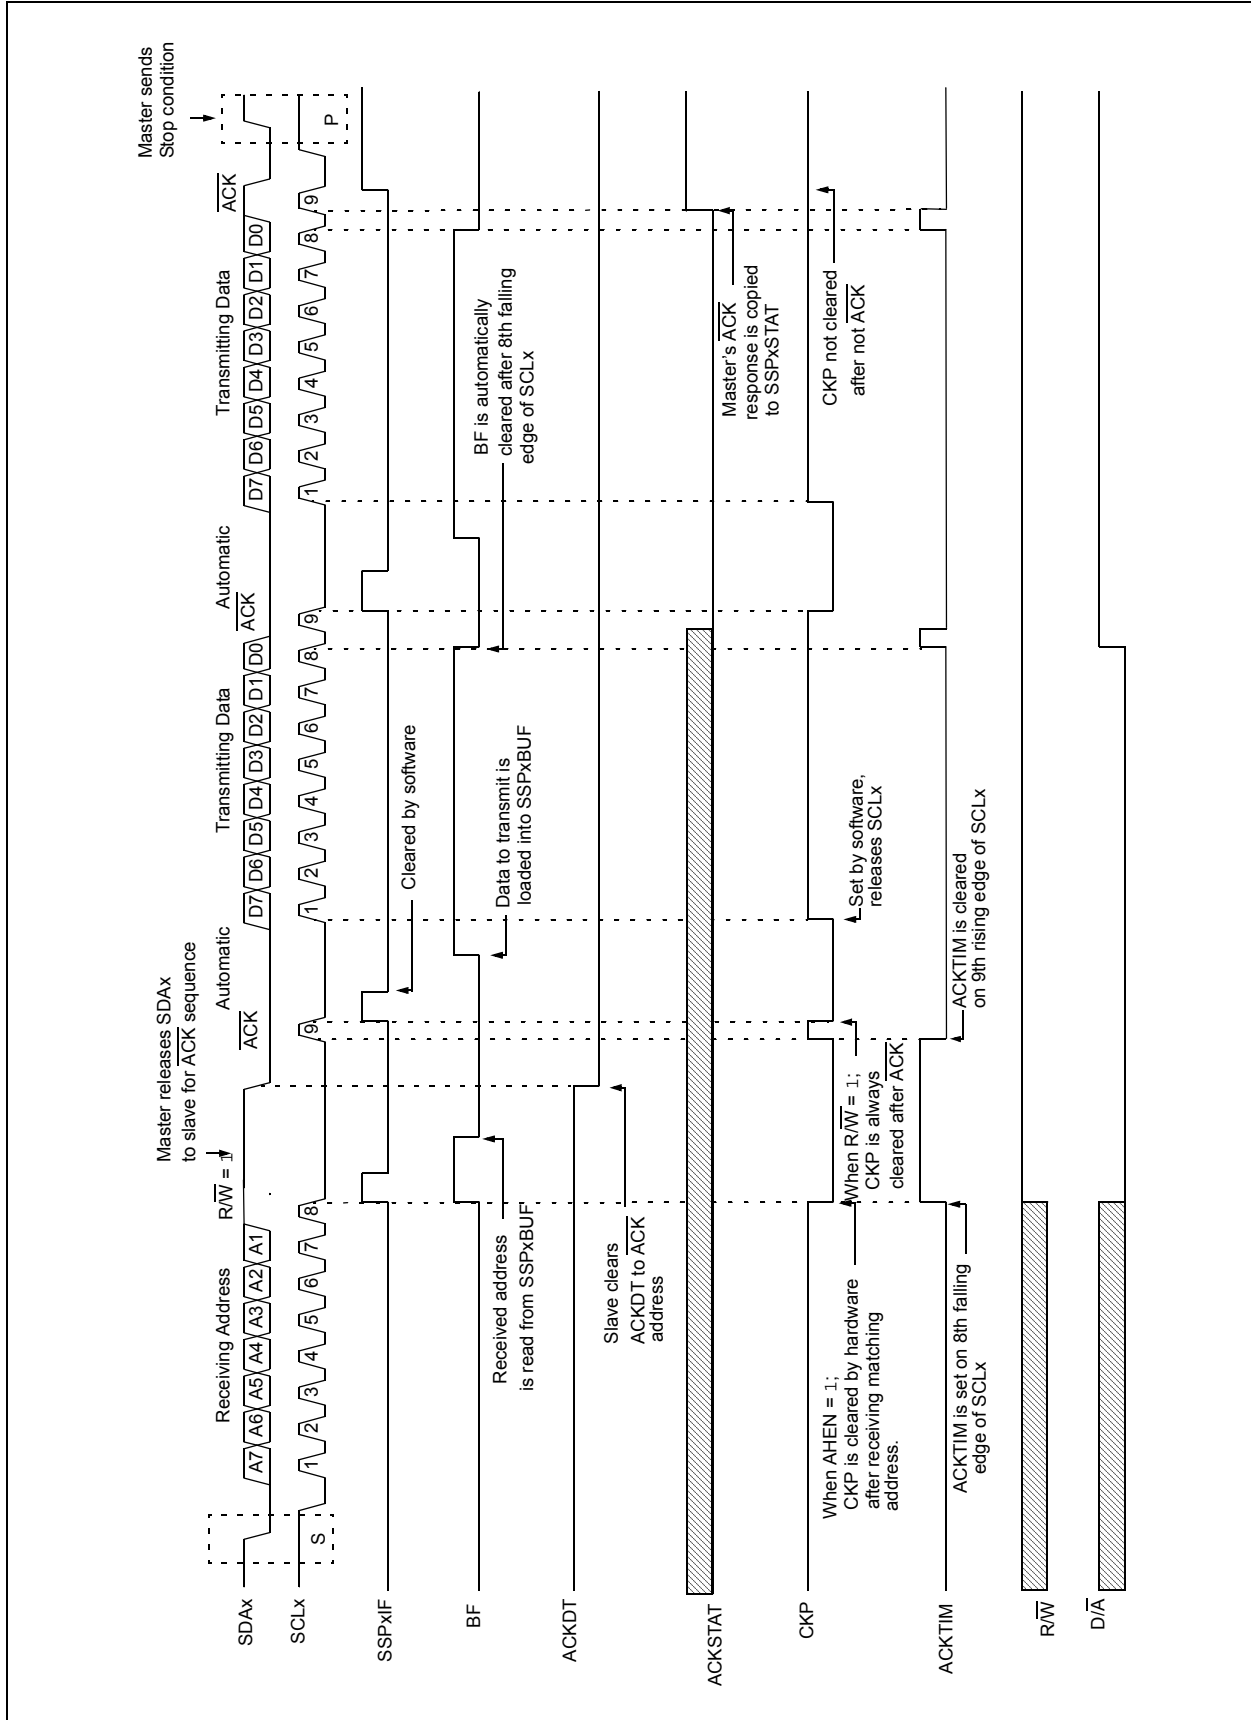 Master releases SDAx
to slave for ACK sequence
Master sends
Stop condition
Receiving Address
R/W = 1
Automatic
ACK
Transmitting Data
Automatic
ACK
Transmitting Data
ACK
SDAx
A7 A6 A5 A4 A3 A2 A1
D7 D6 D5 D4 D3 D2 D1 D0
D7 D6 D5 D4 D3 D2 D1 D0
SCLx
1 2 3 4 5 6 7 8 9
1 2 3 4 5 6 7 8 9
1 2 3 4 5 6 7 8 9
S
P
SSPxIF
Cleared by software
BF
Received address
is read from SSPxBUF
Data to transmit is
loaded into SSPxBUF
BF is automatically
cleared after 8th falling
edge of SCLx
ACKDT
Slave clears
ACKDT to ACK
address
ACKSTAT
Master's ACK
response is copied
to SSPxSTAT
CKP
When AHEN = 1;
CKP is cleared by hardware
after receiving matching
address.
When R/W = 1;
CKP is always
cleared after ACK
Set by software,
releases SCLx
CKP not cleared
after not ACK
ACKTIM
ACKTIM is set on 8th falling
edge of SCLx
ACKTIM is cleared
on 9th rising edge of SCLx
R/W
D/A